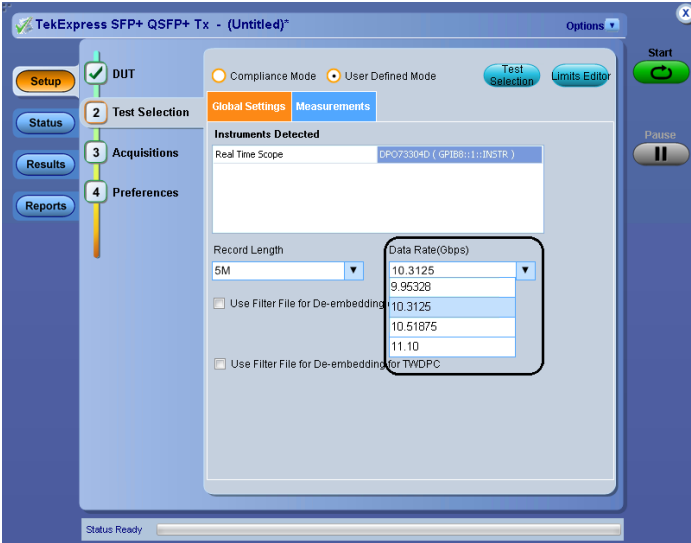 TekExpress SFP+ QSFP+ Tx - (Untitled)*
Options
x
Start
Setup
Status
Results
Reports
DUT
2 Test Selection
3 Acquisitions
4 Preferences
Compliance Mode
User Defined Mode
Test Selection
Limits Editor
Pause
Global Settings
Measurements
Instruments Detected
Real Time Scope
DPO73304D ( GPIB8::1::INSTR )
Record Length
Data Rate(Gbps)
5M
10.3125
9.95328
Use Filter File for De-embedding
10.3125
10.51875
11.10
Use Filter File for De-embedding for TWDPC
Status Ready